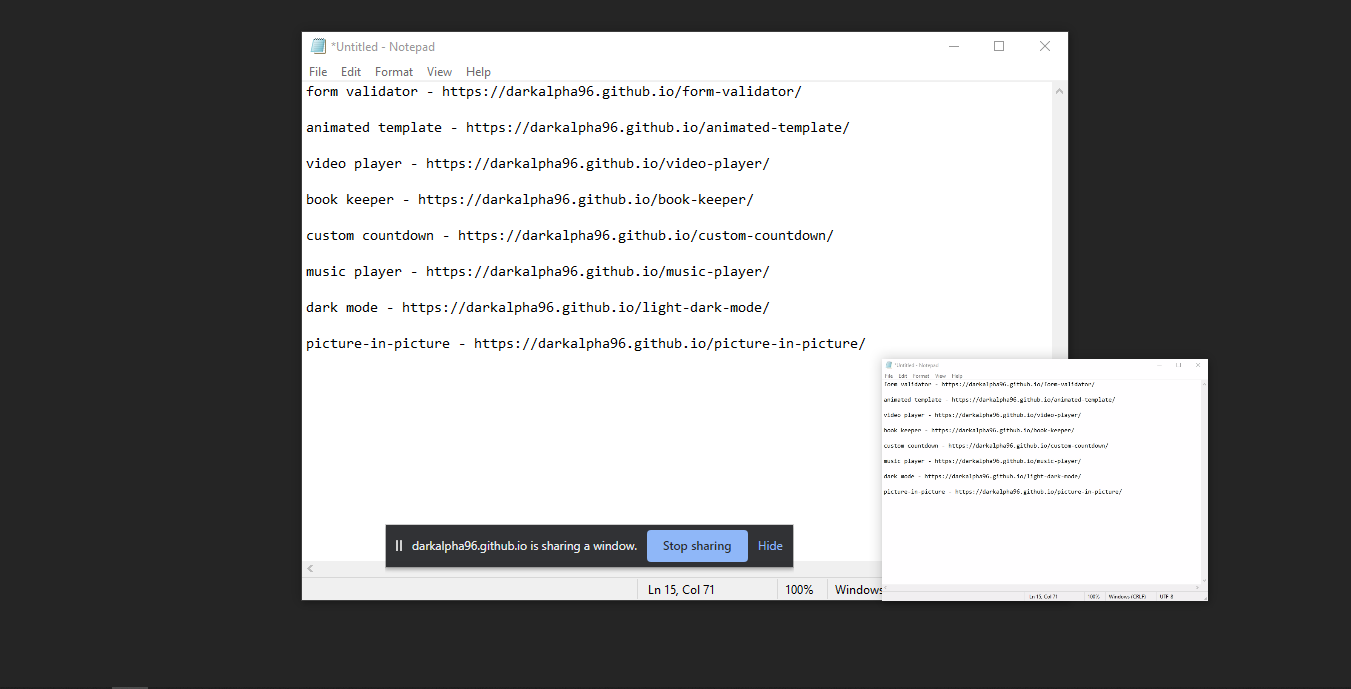 *Untitled - Notepad
File Edit Format View Help
form validator - https://darkalpha96.github.io/form-validator/
animated template - https://darkalpha96.github.io/animated-template/
video player - https://darkalpha96.github.io/video-player/
book keeper - https://darkalpha96.github.io/book-keeper/
custom countdown - https://darkalpha96.github.io/custom-countdown/
music player - https://darkalpha96.github.io/music-player/
dark mode - https://darkalpha96.github.io/light-dark-mode/
picture-in-picture - https://darkalpha96.github.io/picture-in-picture/
darkalpha96.github.io is sharing a window. Stop sharing Hide
Ln 15, Col 71 100% Windows
*Untitled - Notepad
File Edit Format View Help
form validator - https://darkalpha96.github.io/form-validator/
animated template - https://darkalpha96.github.io/animated-template/
video player - https://darkalpha96.github.io/video-player/
book keeper - https://darkalpha96.github.io/book-keeper/
custom countdown - https://darkalpha96.github.io/custom-countdown/
music player - https://darkalpha96.github.io/music-player/
dark mode - https://darkalpha96.github.io/light-dark-mode/
picture-in-picture - https://darkalpha96.github.io/picture-in-picture/
Ln 15, Col 71 100% Windows (CRLF) UTF-8